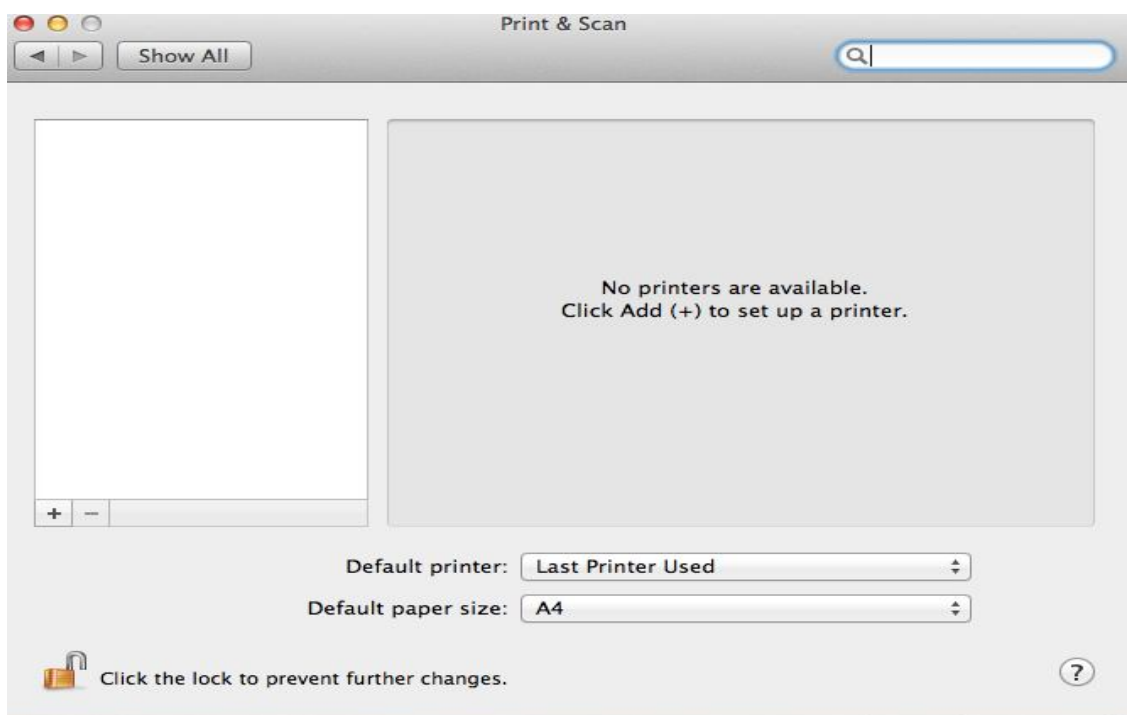 Print & Scan
Show All
No printers are available.
Click Add (+) to set up a printer.
+ −
Default printer: Last Printer Used
Default paper size: A4
Click the lock to prevent further changes.
?